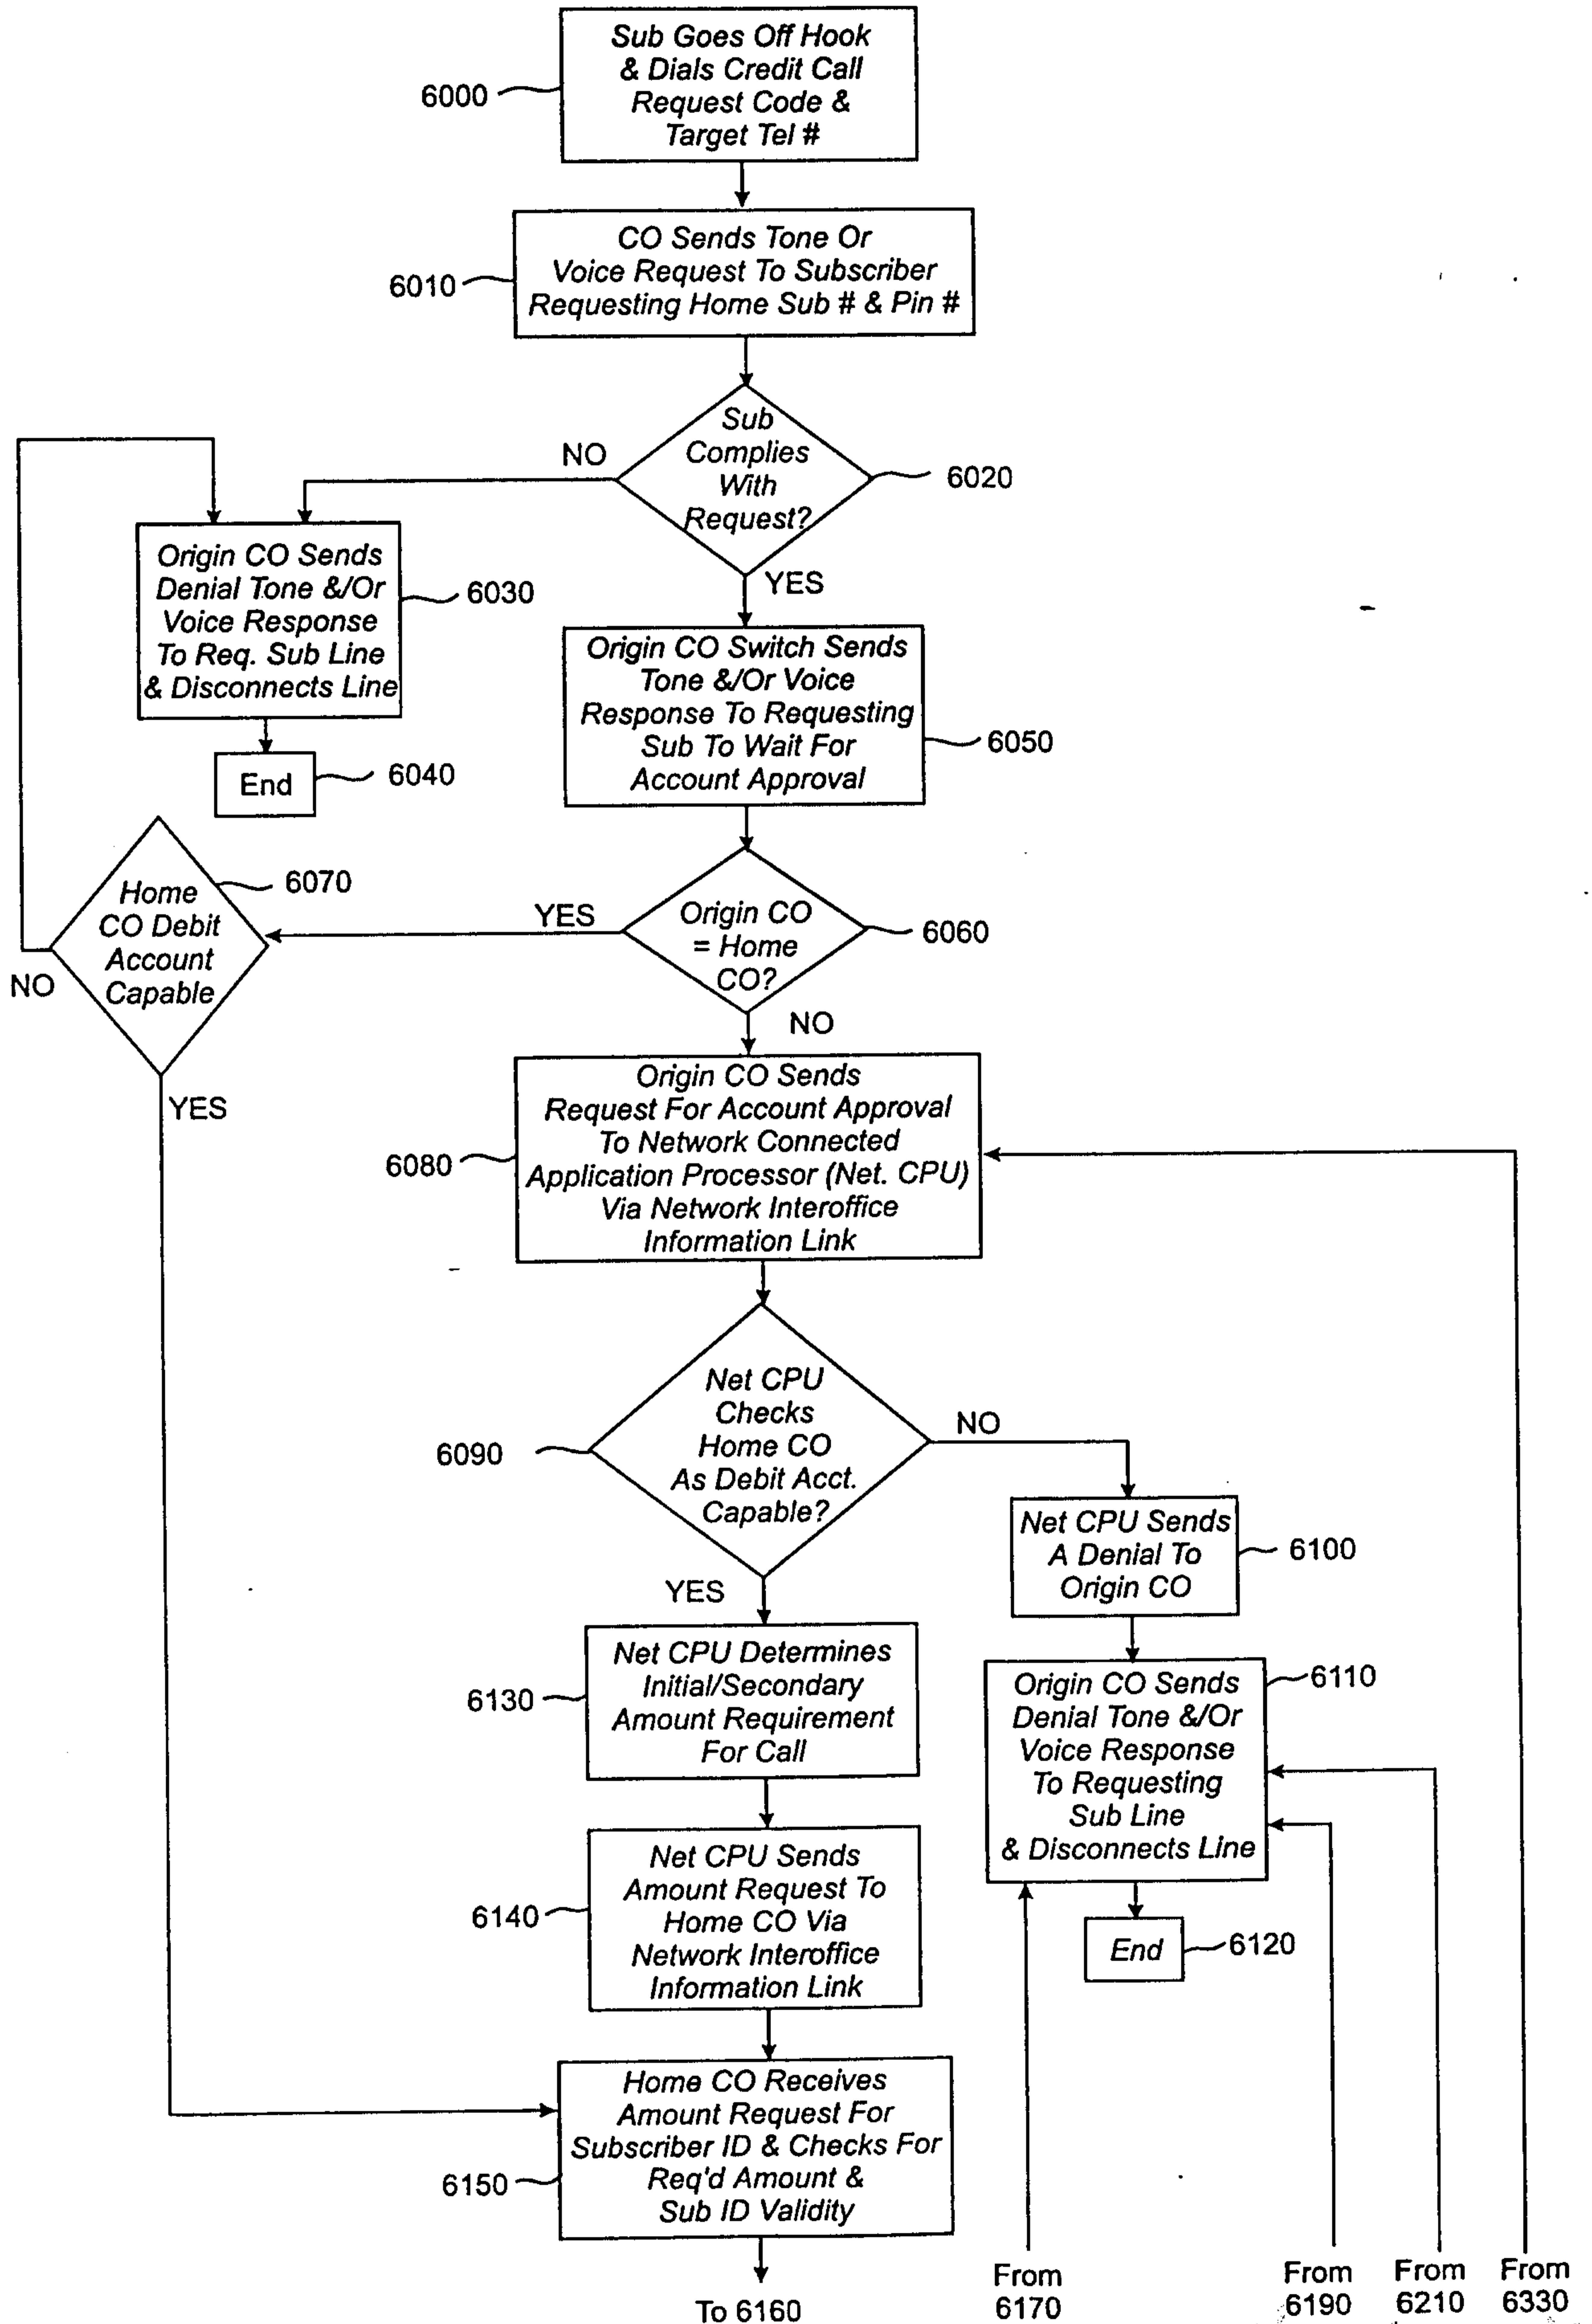 Sub Goes Off Hook
& Dials Credit Call
Request Code &
Target Tel #
6000
CO Sends Tone Or
Voice Request To Subscriber
Requesting Home Sub # & Pin #
6010
Sub
Complies
With
Request?
6020
NO
YES
Origin CO Sends
Denial Tone &/Or
Voice Response
To Req. Sub Line
& Disconnects Line
6030
End
6040
Origin CO Switch Sends
Tone &/Or Voice
Response To Requesting
Sub To Wait For
Account Approval
6050
Origin CO
= Home
CO?
6060
YES
NO
Home
CO Debit
Account
Capable
6070
NO
YES
Origin CO Sends
Request For Account Approval
To Network Connected
Application Processor (Net. CPU)
Via Network Interoffice
Information Link
6080
Net CPU
Checks
Home CO
As Debit Acct.
Capable?
6090
NO
YES
Net CPU Sends
A Denial To
Origin CO
6100
Origin CO Sends
Denial Tone &/Or
Voice Response
To Requesting
Sub Line
& Disconnects Line
6110
End
6120
Net CPU Determines
Initial/Secondary
Amount Requirement
For Call
6130
Net CPU Sends
Amount Request To
Home CO Via
Network Interoffice
Information Link
6140
Home CO Receives
Amount Request For
Subscriber ID & Checks For
Req'd Amount &
Sub ID Validity
6150
To 6160
From
6170
From
6190
From
6210
From
6330